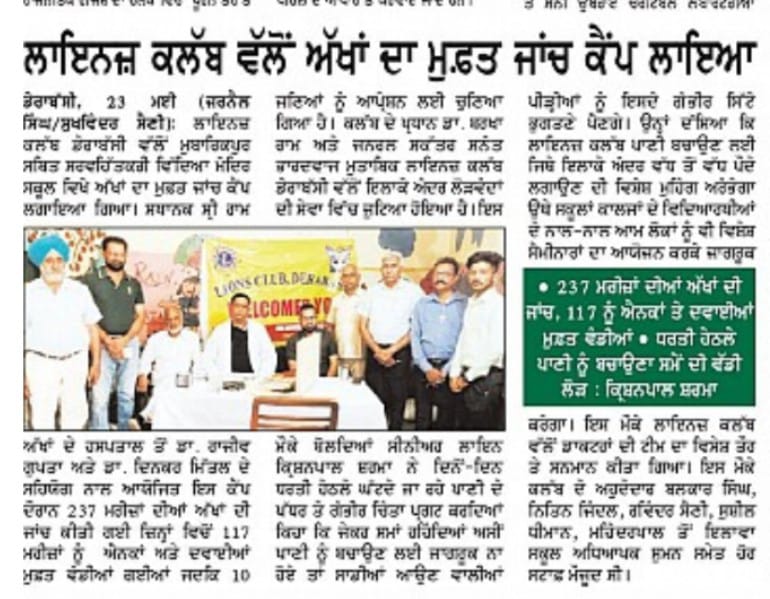 ਲਾਇਨਜ਼ ਕਲੱਬ ਵੱਲੋਂ ਅੱਖਾਂ ਦਾ ਮੁਫ਼ਤ ਜਾਂਚ ਕੈਂਪ ਲਾਇਆ
ਡੇਰਾਬੱਸੀ, 23 ਮਈ (ਜਰਨੈਲ
ਸਿੰਘ/ਸੁਖਵਿੰਦਰ ਸੈਣੀ): ਲਾਇਨਜ਼
ਕਲੱਬ ਡੇਰਾਬੱਸੀ ਵੱਲੋਂ ਮੁਬਾਰਿਕਪੁਰ
ਸਥਿਤ ਸਰਵਹਿੱਤਕਾਰੀ ਵਿੱਦਿਆ ਮੰਦਿਰ
ਸਕੂਲ ਵਿਖੇ ਅੱਖਾਂ ਦਾ ਮੁਫ਼ਤ ਜਾਂਚ ਕੈਂਪ
ਲਗਾਇਆ ਗਿਆ। ਸਥਾਨਕ ਸ੍ਰੀ ਰਾਮ
LIONS CLUB, DERA
WELCOMES YO
ਅੱਖਾਂ ਦੇ ਹਸਪਤਾਲ ਤੋਂ ਡਾ. ਰਾਜੀਵ
ਗੁਪਤਾ ਅਤੇ ਡਾ. ਦਿਨਕਰ ਮਿੱਤਲ ਦੇ
ਸਹਿਯੋਗ ਨਾਲ ਆਯੋਜਿਤ ਇਸ ਕੈਂਪ
ਦੌਰਾਨ 237 ਮਰੀਜ਼ਾਂ ਦੀਆਂ ਅੱਖਾਂ ਦੀ
ਜਾਂਚ ਕੀਤੀ ਗਈ ਜਿਨ੍ਹਾਂ ਵਿਚੋਂ 117
ਮਰੀਜ਼ਾਂ ਨੂੰ ਐਨਕਾਂ ਅਤੇ ਦਵਾਈਆਂ
ਮੁਫ਼ਤ ਵੰਡੀਆਂ ਗਈਆਂ ਜਦਕਿ 10
ਜਣਿਆਂ ਨੂੰ ਆਪ੍ਰੇਸ਼ਨ ਲਈ ਚੁਣਿਆ
ਗਿਆ ਹੈ। ਕਲੱਬ ਦੇ ਪ੍ਰਧਾਨ ਡਾ. ਬਰਖਾ
ਰਾਮ ਅਤੇ ਜਨਰਲ ਸਕੱਤਰ ਸਨੰਤ
ਭਾਰਦਵਾਜ ਮੁਤਾਬਿਕ ਲਾਇਨਜ਼ ਕਲੱਬ
ਡੇਰਾਬੱਸੀ ਵੱਲੋਂ ਇਲਾਕੇ ਅੰਦਰ ਲੋੜਵੰਦਾਂ
ਦੀ ਸੇਵਾ ਵਿੱਚ ਜੁਟਿਆ ਹੋਇਆ ਹੈ। ਇਸ
ਮੌਕੇ ਬੋਲਦਿਆਂ ਸੀਨੀਅਰ ਲਾਇਨ
ਕ੍ਰਿਸ਼ਨਪਾਲ ਸ਼ਰਮਾ ਨੇ ਦਿਨੋਂ-ਦਿਨ
ਧਰਤੀ ਹੇਠਲੇ ਘੱਟਦੇ ਜਾ ਰਹੇ ਪਾਣੀ ਦੇ
ਪੱਧਰ ਤੇ ਗੰਭੀਰ ਚਿੰਤਾ ਪ੍ਰਗਟ ਕਰਦਿਆਂ
ਕਿਹਾ ਕਿ ਜੇਕਰ ਸਮਾਂ ਰਹਿੰਦਿਆਂ ਅਸੀਂ
ਪਾਣੀ ਨੂੰ ਬਚਾਉਣ ਲਈ ਜਾਗਰੂਕ ਨਾ
ਹੋਏ ਤਾਂ ਸਾਡੀਆਂ ਆਉਣ ਵਾਲੀਆਂ
ਪੀੜ੍ਹੀਆਂ ਨੂੰ ਇਸਦੇ ਗੰਭੀਰ ਸਿੱਟੇ
ਭੁਗਤਣੇ ਪੈਣਗੇ। ਉਨ੍ਹਾਂ ਦੱਸਿਆ ਕਿ
ਲਾਇਨਜ਼ ਕਲੱਬ ਪਾਣੀ ਬਚਾਉਣ ਲਈ
ਜਿਥੇ ਇਲਾਕੇ ਅੰਦਰ ਵੱਧ ਤੋਂ ਵੱਧ ਪੌਦੇ
ਲਗਾਉਣ ਦੀ ਵਿਸ਼ੇਸ਼ ਮੁਹਿੰਗ ਅਰੰਭੇਗਾ
ਉਥੇ ਸਕੂਲਾਂ ਕਾਲਜਾਂ ਦੇ ਵਿਦਿਆਰਥੀਆਂ
ਦੇ ਨਾਲ-ਨਾਲ ਆਮ ਲੋਕਾਂ ਨੂੰ ਵੀ ਵਿਸ਼ੇਸ਼
ਸੈਮੀਨਾਰਾਂ ਦਾ ਆਯੋਜਨ ਕਰਕੇ ਜਾਗਰੂਕ
• 237 ਮਰੀਜ਼ਾਂ ਦੀਆਂ ਅੱਖਾਂ ਦੀ
ਜਾਂਚ, 117 ਨੂੰ ਐਨਕਾਂ ਤੇ ਦਵਾਈਆਂ
ਮੁਫ਼ਤ ਵੰਡੀਆਂ • ਧਰਤੀ ਹੇਠਲੇ
ਪਾਣੀ ਨੂੰ ਬਚਾਉਣਾ ਸਮੇਂ ਦੀ ਵੱਡੀ
ਲੋੜ : ਕ੍ਰਿਸ਼ਨਪਾਲ ਸ਼ਰਮਾ
ਕਰੇਗਾ। ਇਸ ਮੌਕੇ ਲਾਇਨਜ਼ ਕਲੱਬ
ਵੱਲੋਂ ਡਾਕਟਰਾਂ ਦੀ ਟੀਮ ਦਾ ਵਿਸ਼ੇਸ਼ ਤੌਰ
ਤੇ ਸਨਮਾਨ ਕੀਤਾ ਗਿਆ। ਇਸ ਮੌਕੇ
ਕਲੱਬ ਦੇ ਅਹੁਦੇਦਾਰ ਬਲਕਾਰ ਸਿੰਘ,
ਨਿਤਿਨ ਜਿੰਦਲ, ਰਵਿੰਦਰ ਸੈਣੀ, ਸੁਸ਼ੀਲ
ਧੀਮਾਨ, ਮਹਿੰਦਰਪਾਲ ਤੋਂ ਇਲਾਵਾ
ਸਕੂਲ ਅਧਿਆਪਕ ਸੁਮਨ ਸਮੇਤ ਹੋਰ
ਸਟਾਫ਼ ਮੌਜੂਦ ਸੀ।